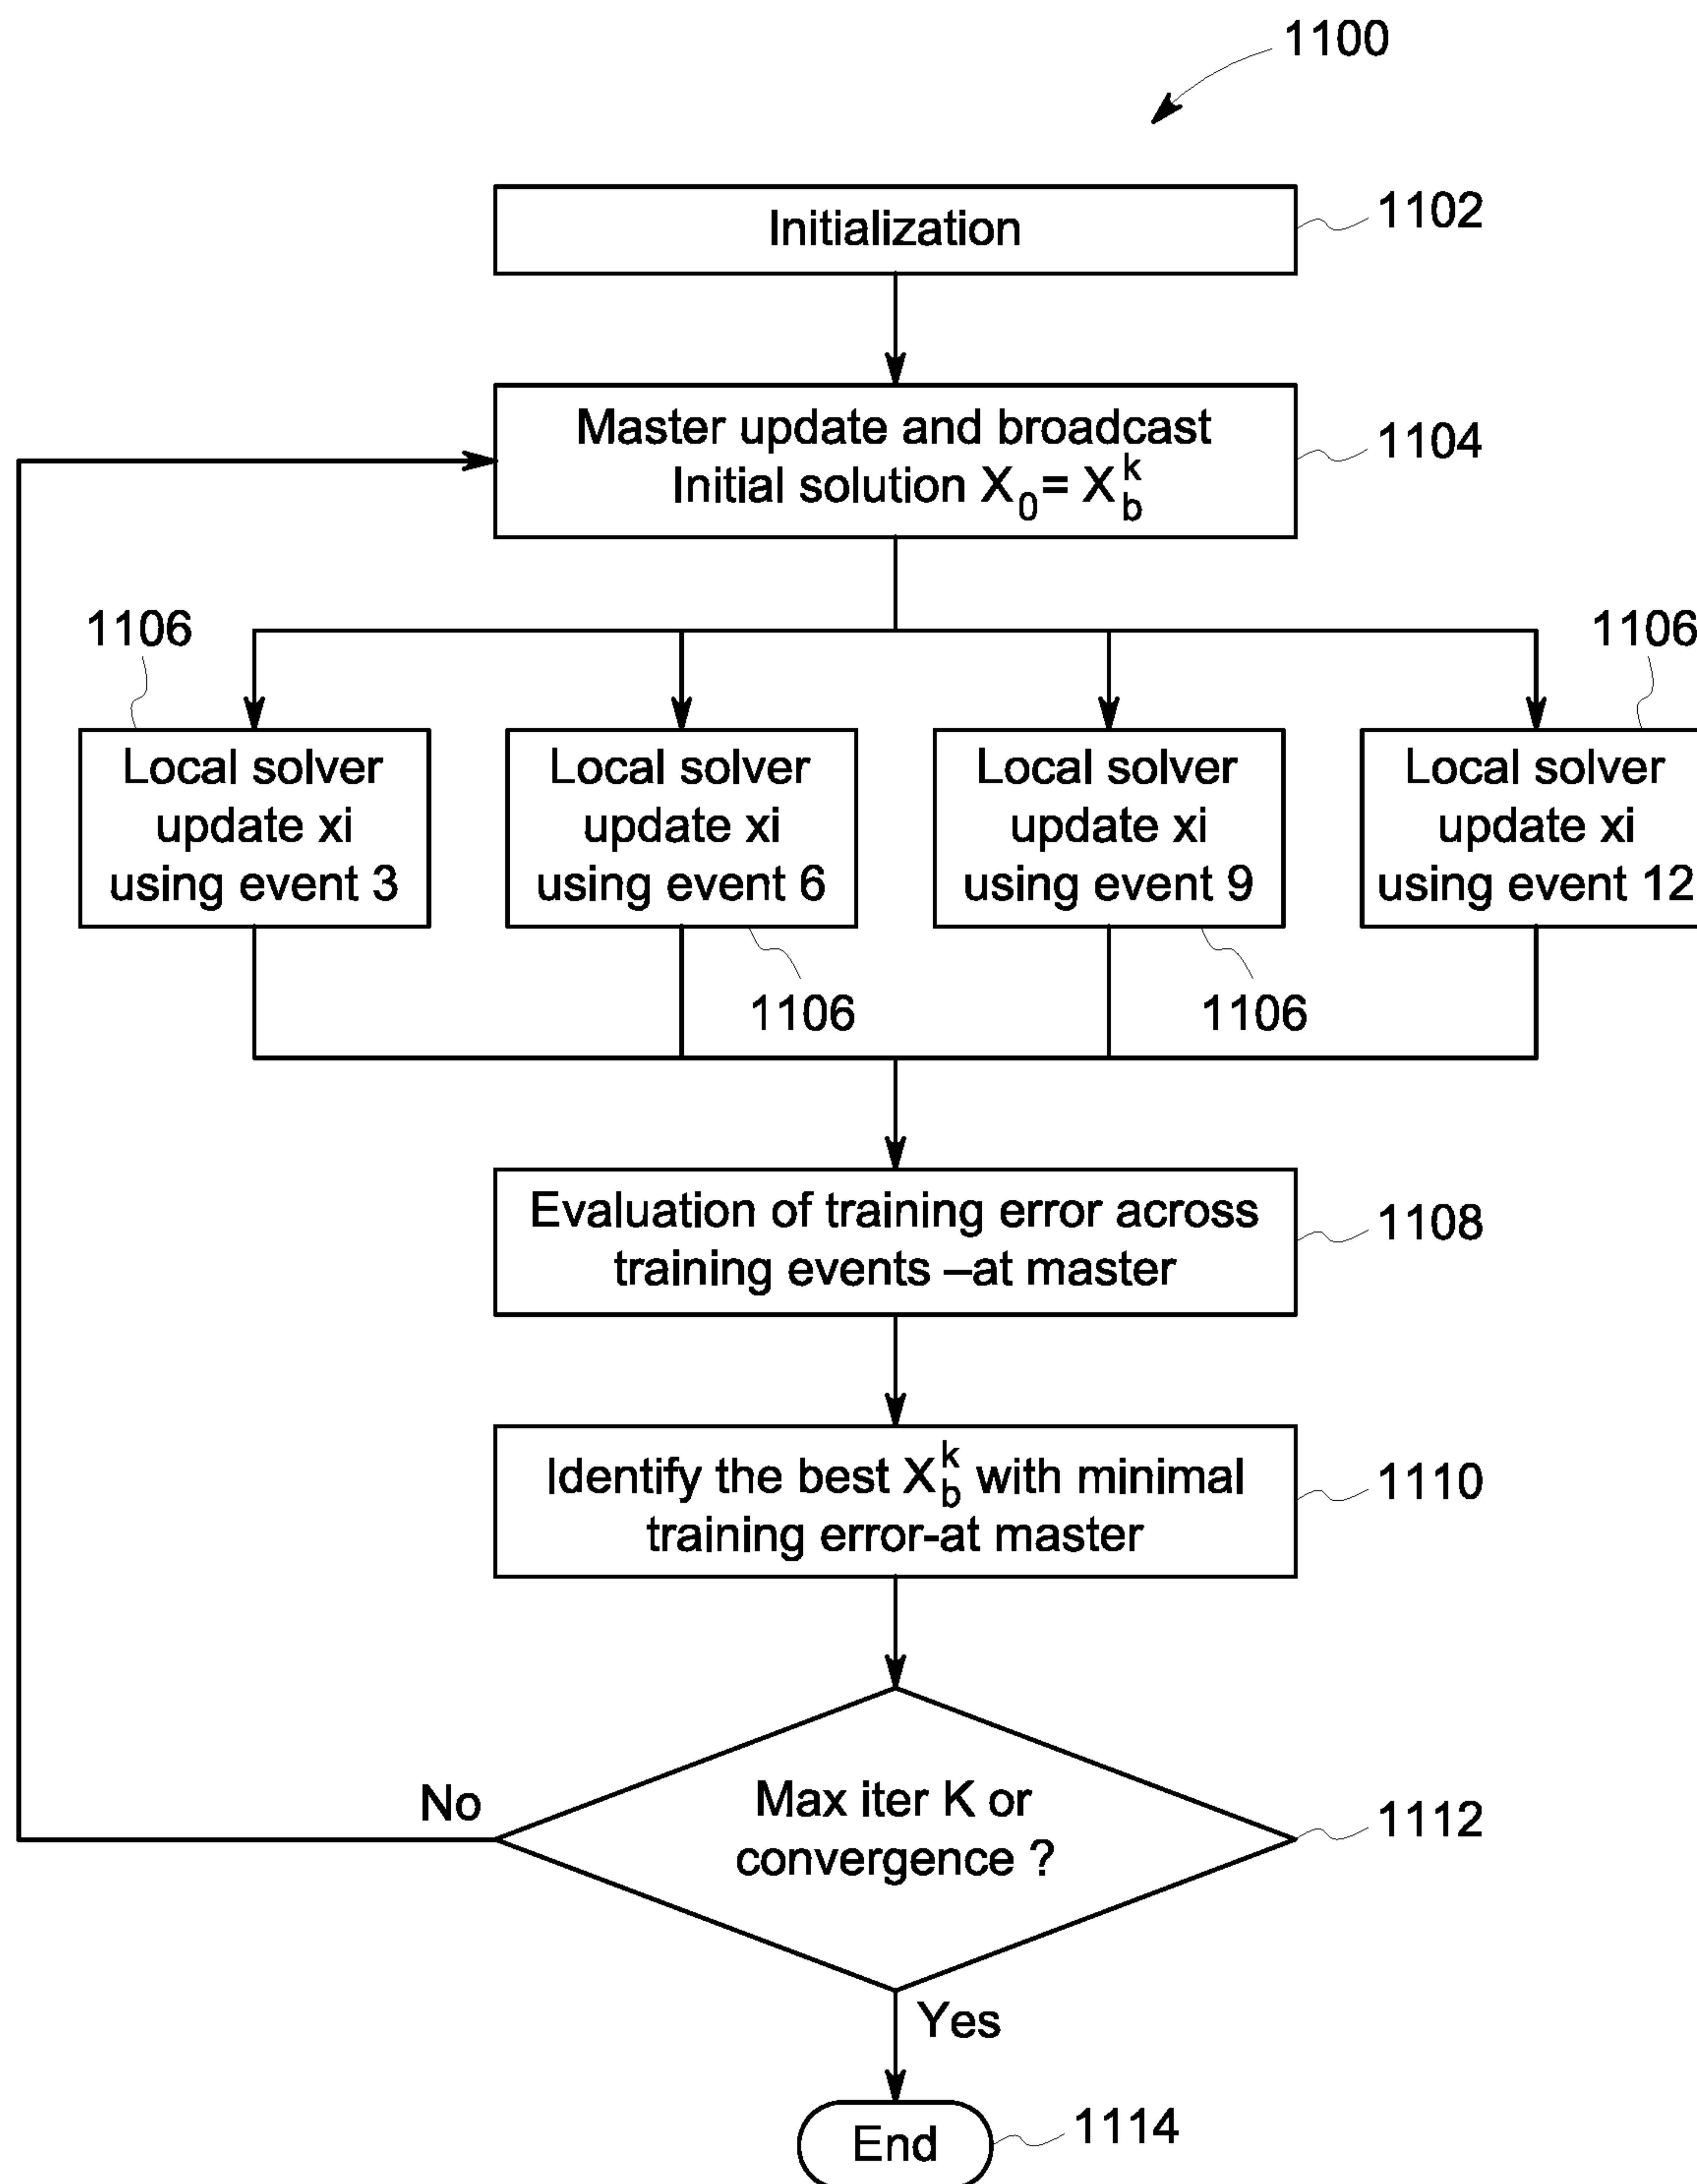 1100
Initialization
1102
Master update and broadcast
Initial solution X₀ = X_b^k
1104
1106
1106
Local solver
update xi
using event 3
Local solver
update xi
using event 6
Local solver
update xi
using event 9
Local solver
update xi
using event 12
1106
1106
Evaluation of training error across
training events –at master
1108
Identify the best X_b^k with minimal
training error-at master
1110
Max iter K or
convergence ?
1112
No
Yes
End
1114